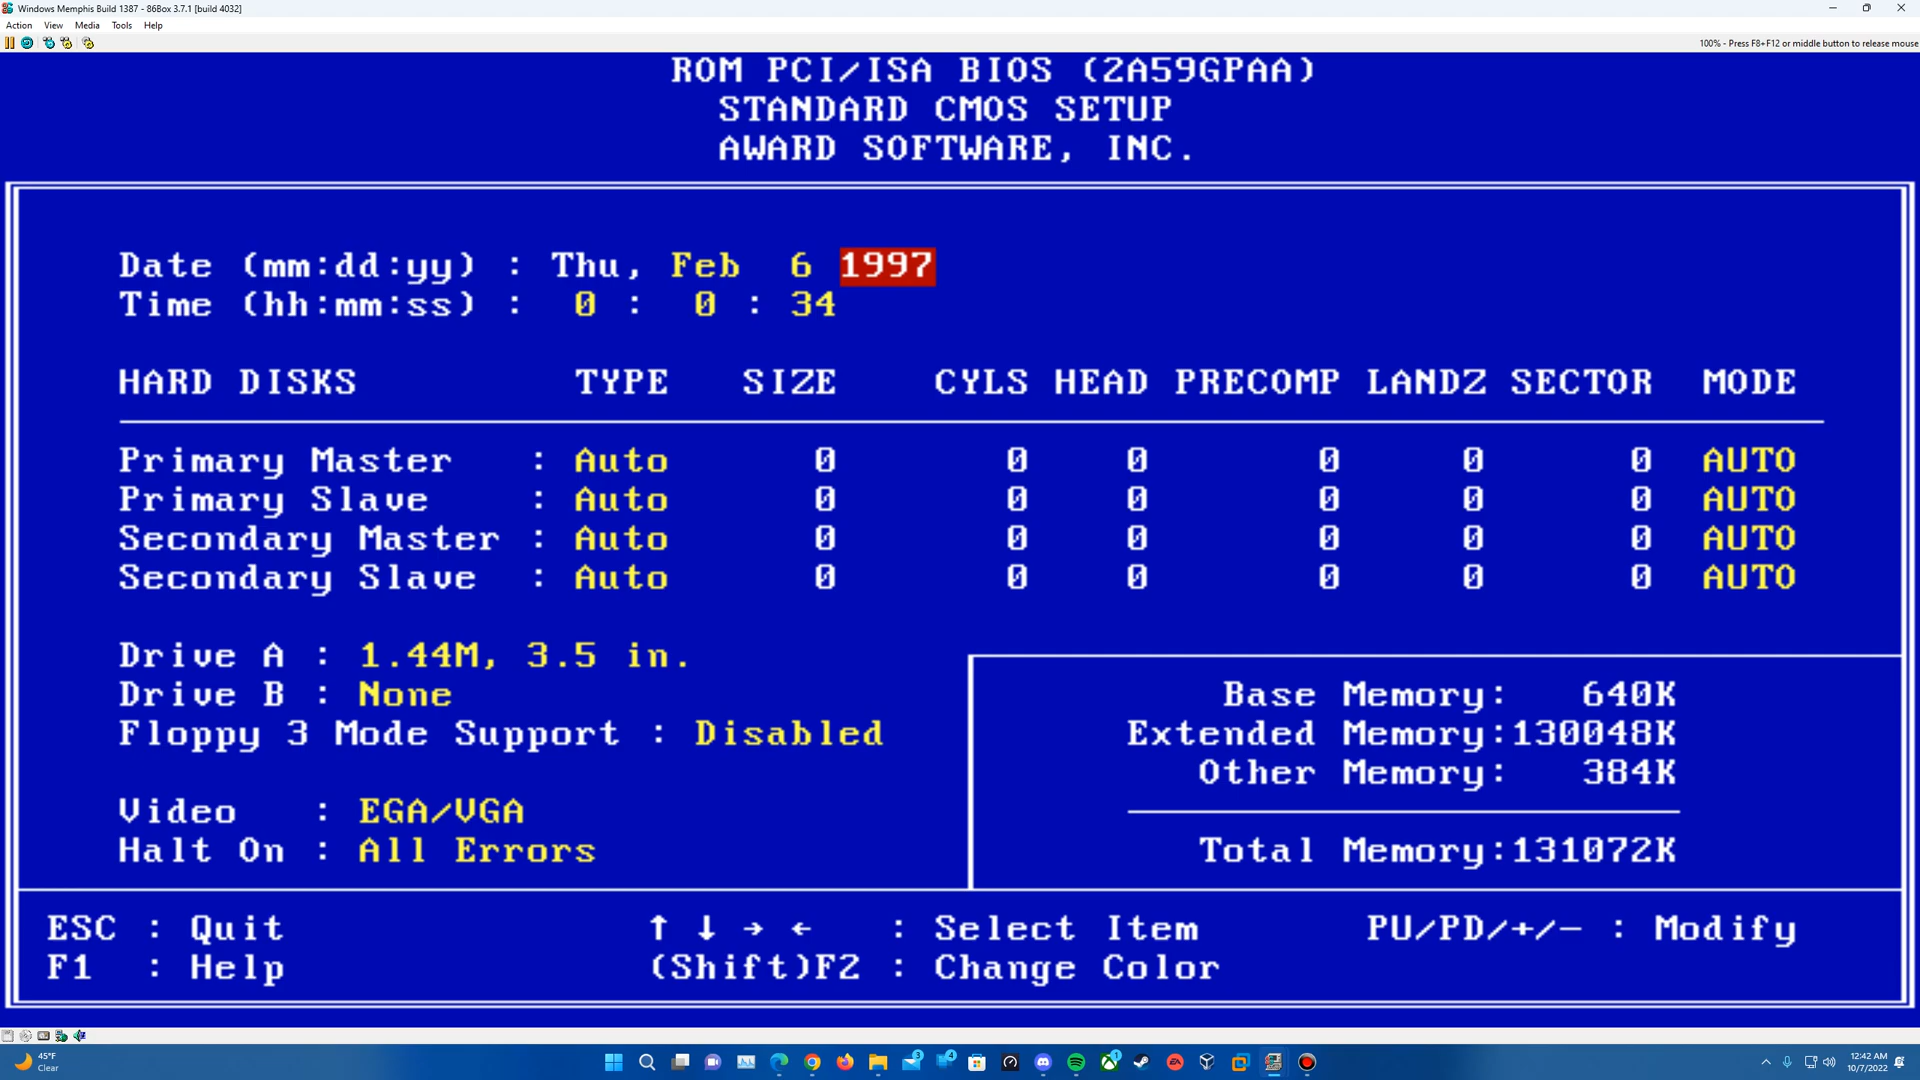 Windows Memphis Build 1387 - 86Box 3.7.1 [build 4032]
Action View Media Tools Help
100% - Press F8+F12 or middle button to release mouse
ROM PCI/ISA BIOS (2A59GPAA)
STANDARD CMOS SETUP
AWARD SOFTWARE, INC.
Date (mm:dd:yy) : Thu, Feb 6 1997
Time (hh:mm:ss) : 0 : 0 : 34
HARD DISKS TYPE SIZE CYLS HEAD PRECOMP LANDZ SECTOR MODE
Primary Master : Auto 0 0 0 0 0 0 AUTO
Primary Slave : Auto 0 0 0 0 0 0 AUTO
Secondary Master : Auto 0 0 0 0 0 0 AUTO
Secondary Slave : Auto 0 0 0 0 0 0 AUTO
Drive A : 1.44M, 3.5 in.
Drive B : None
Floppy 3 Mode Support : Disabled
Video : EGA/VGA
Halt On : All Errors
Base Memory: 640K
Extended Memory:130048K
Other Memory: 384K
Total Memory:131072K
ESC : Quit ↑ ↓ → ← : Select Item PU/PD/+/- : Modify
F1 : Help (Shift)F2 : Change Color
45°F
Clear
12:42 AM
10/7/2022